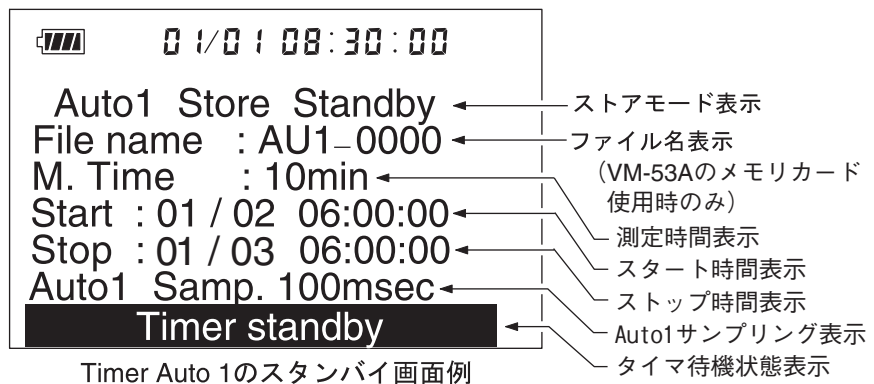 01/01 08:30:00
Auto1 Store Standby
ストアモード表示
File name : AU1-0000
ファイル名表示
(VM-53Aのメモリカード
使用時のみ)
M. Time : 10min
測定時間表示
Start : 01 / 02 06:00:00
スタート時間表示
Stop : 01 / 03 06:00:00
ストップ時間表示
Auto1 Samp. 100msec
Auto1サンプリング表示
Timer standby
タイマ待機状態表示
Timer Auto 1のスタンバイ画面例